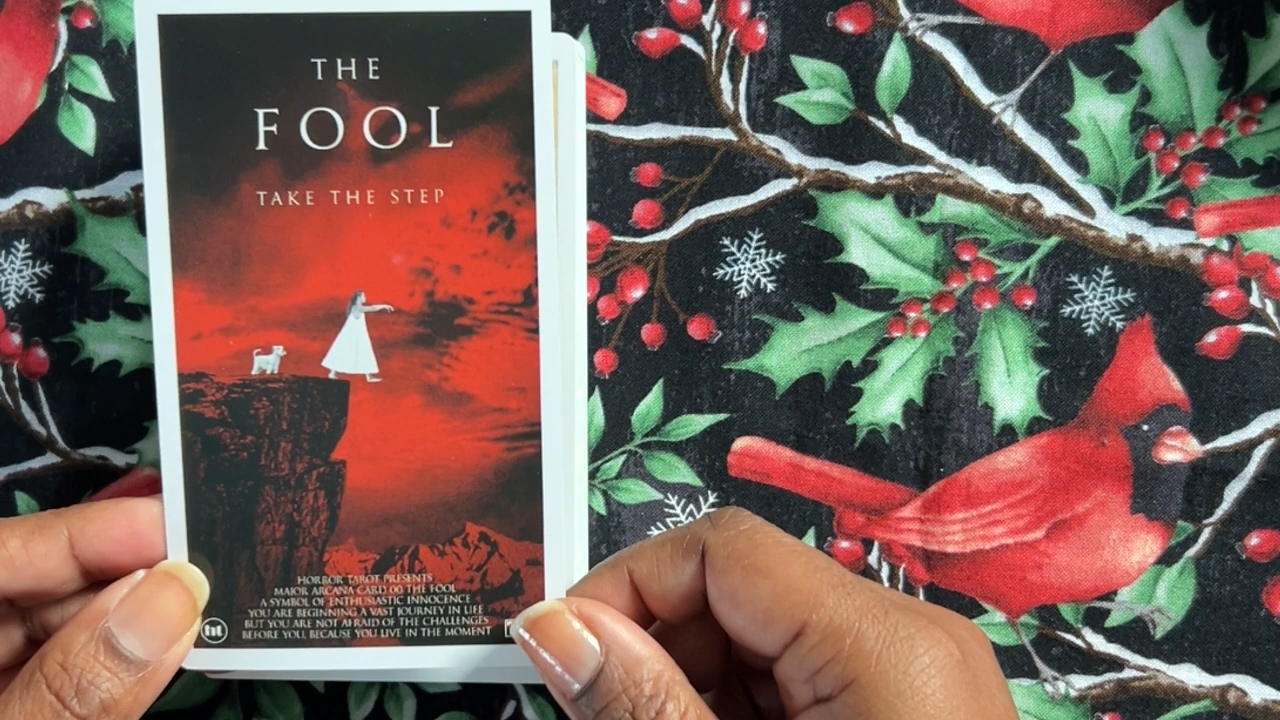 THE
FOOL
TAKE THE STEP
HORROR TAROT PRESENTS
MAJOR ARCANA CARD 00 THE FOOL
A SYMBOL OF ENTHUSIASTIC INNOCENCE
YOU ARE BEGINNING A VAST JOURNEY IN LIFE
BUT YOU ARE NOT AFRAID OF THE CHALLENGES
BEFORE YOU, BECAUSE YOU LIVE IN THE MOMENT